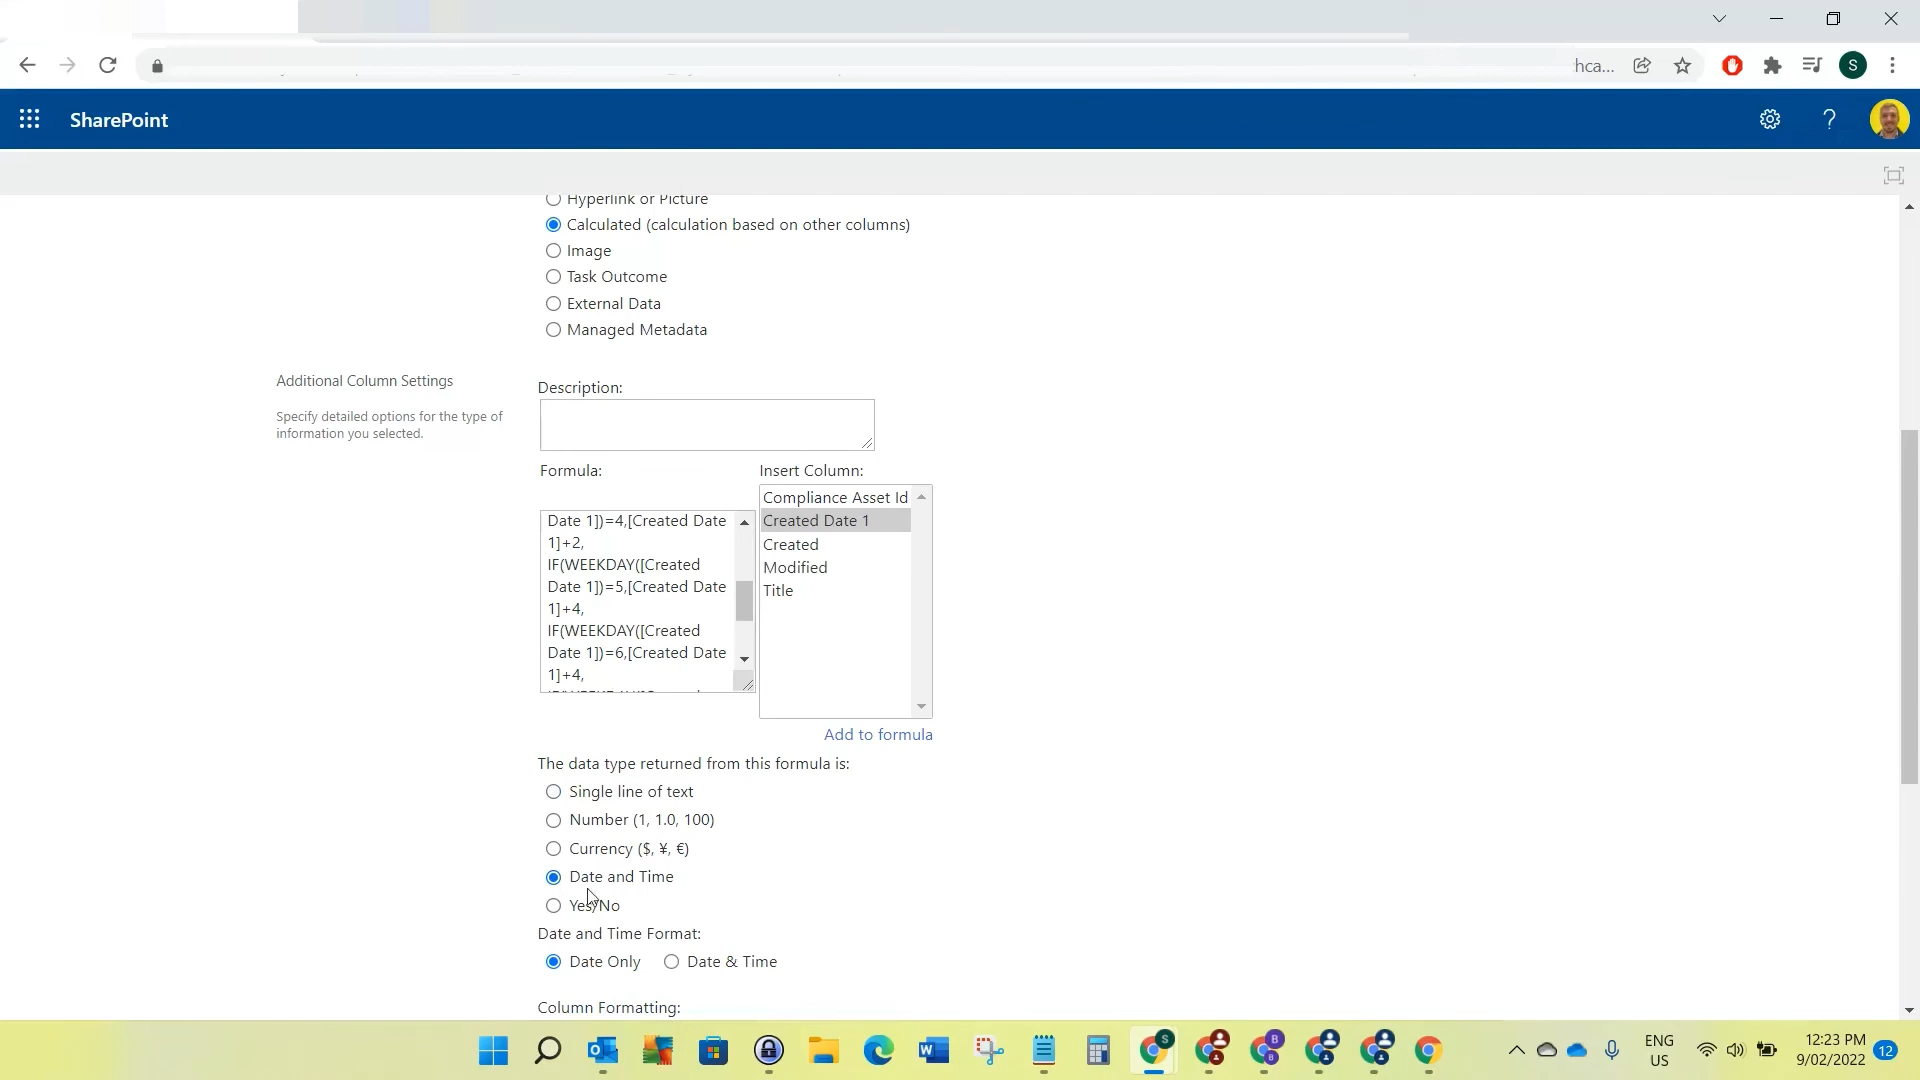 hca...
S
SharePoint
?
Hyperlink or Picture
Calculated (calculation based on other columns)
Image
Task Outcome
External Data
Managed Metadata
Additional Column Settings
Specify detailed options for the type of
information you selected.
Description:
Formula:
Insert Column:
Date 1])=4,[Created Date
1]+2,
IF(WEEKDAY([Created
Date 1])=5,[Created Date
1]+4,
IF(WEEKDAY([Created
Date 1])=6,[Created Date
1]+4,
Compliance Asset Id
Created Date 1
Created
Modified
Title
Add to formula
The data type returned from this formula is:
Single line of text
Number (1, 1.0, 100)
Currency ($, ¥, €)
Date and Time
Yes/No
Date and Time Format:
Date Only
Date & Time
Column Formatting:
S
B
B
ENG
US
12:23 PM
9/02/2022
12